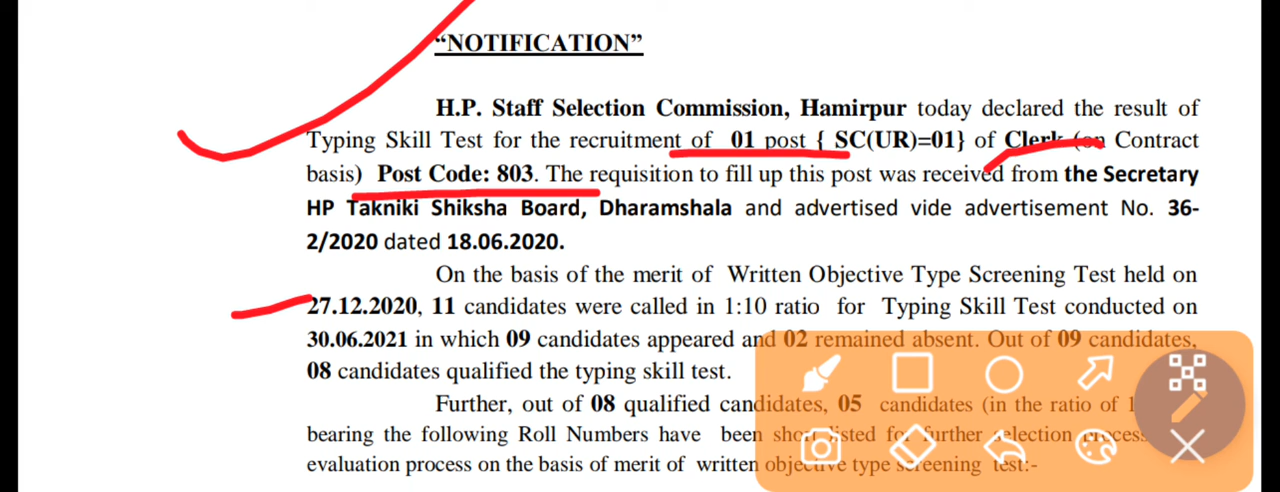 “NOTIFICATION”
H.P. Staff Selection Commission, Hamirpur today declared the result of
Typing Skill Test for the recruitment of 01 post { SC(UR)=01} of Clerk (on Contract
basis) Post Code: 803. The requisition to fill up this post was received from the Secretary
HP Takniki Shiksha Board, Dharamshala and advertised vide advertisement No. 36-
2/2020 dated 18.06.2020.
On the basis of the merit of Written Objective Type Screening Test held on
27.12.2020, 11 candidates were called in 1:10 ratio for Typing Skill Test conducted on
30.06.2021 in which 09 candidates appeared and 02 remained absent. Out of 09 candidates,
08 candidates qualified the typing skill test.
Further, out of 08 qualified candidates, 05 candidates (in the ratio of
bearing the following Roll Numbers have been short listed for further selection process
evaluation process on the basis of merit of written objective type screening test:-